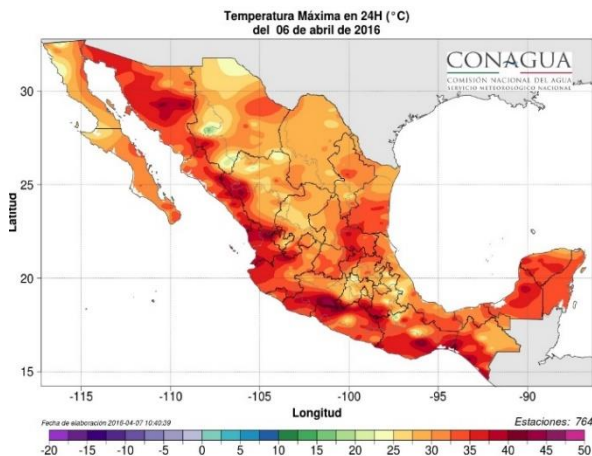 Temperatura Máxima en 24H (°C)
del 06 de abril de 2016
CONAGUA
COMISIÓN NACIONAL DEL AGUA
SERVICIO METEOROLÓGICO NACIONAL
30
25
20
15
Latitud
-115
-110
-105
-100
-95
-90
Longitud
Fecha de elaboración 2016-04-07 10:40:39
Estaciones: 764
-20 -15 -10 -5 0 5 10 15 20 25 30 35 40 45 50